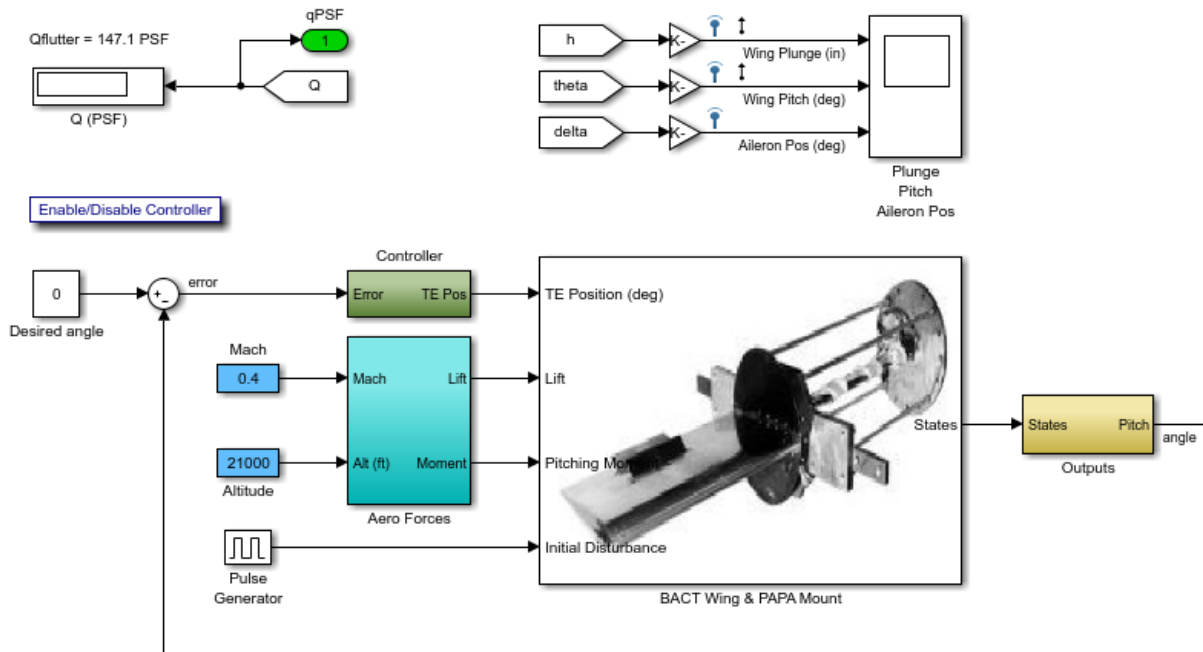 qPSF
Qflutter = 147.1 PSF
1
Q
Q (PSF)
h
K-
Wing Plunge (in)
theta
K-
Wing Pitch (deg)
delta
K-
Aileron Pos (deg)
Plunge
Pitch
Aileron Pos
Enable/Disable Controller
Controller
0
Desired angle
+
_
error
Error
TE Pos
TE Position (deg)
Mach
0.4
Mach
Lift
Lift
21000
Altitude
Alt (ft)
Moment
Pitching Moment
Aero Forces
States
States
Pitch
angle
Outputs
Pulse
Generator
Initial Disturbance
BACT Wing & PAPA Mount